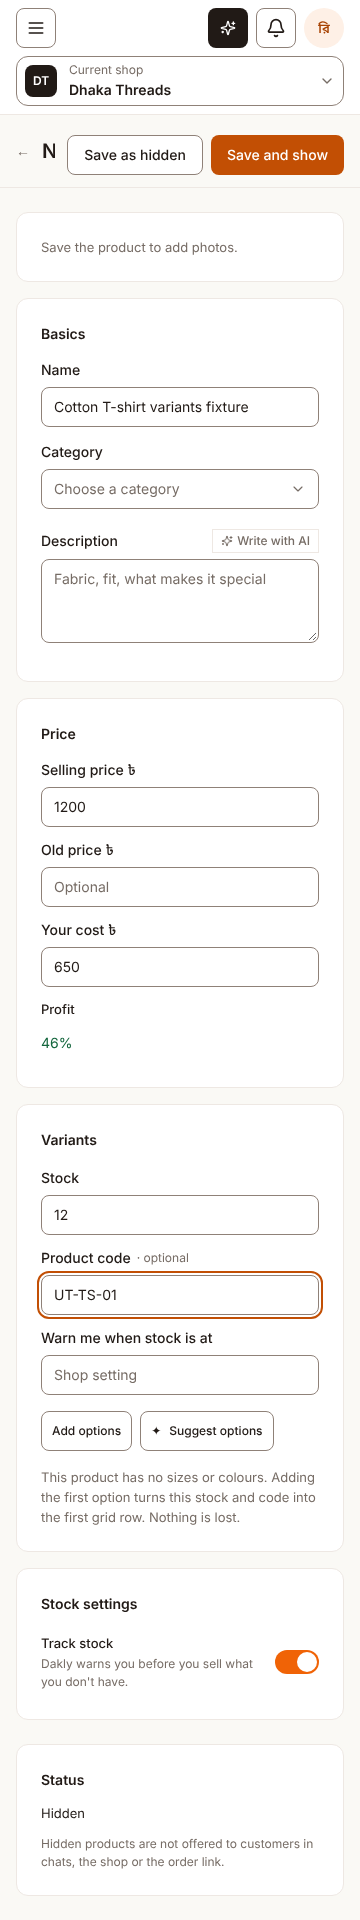 রি
DT
Current shop
Dhaka Threads
← N
Save as hidden
Save and show
Save the product to add photos.
Basics
Name
Cotton T-shirt variants fixture
Category
Choose a category
Description
Write with AI
Fabric, fit, what makes it special
Price
Selling price ৳
1200
Old price ৳
Optional
Your cost ৳
650
Profit
46%
Variants
Stock
12
Product code · optional
UT-TS-01
Warn me when stock is at
Shop setting
Add options
✦ Suggest options
This product has no sizes or colours. Adding
the first option turns this stock and code into
the first grid row. Nothing is lost.
Stock settings
Track stock
Dakly warns you before you sell what
you don't have.
Status
Hidden
Hidden products are not offered to customers in
chats, the shop or the order link.